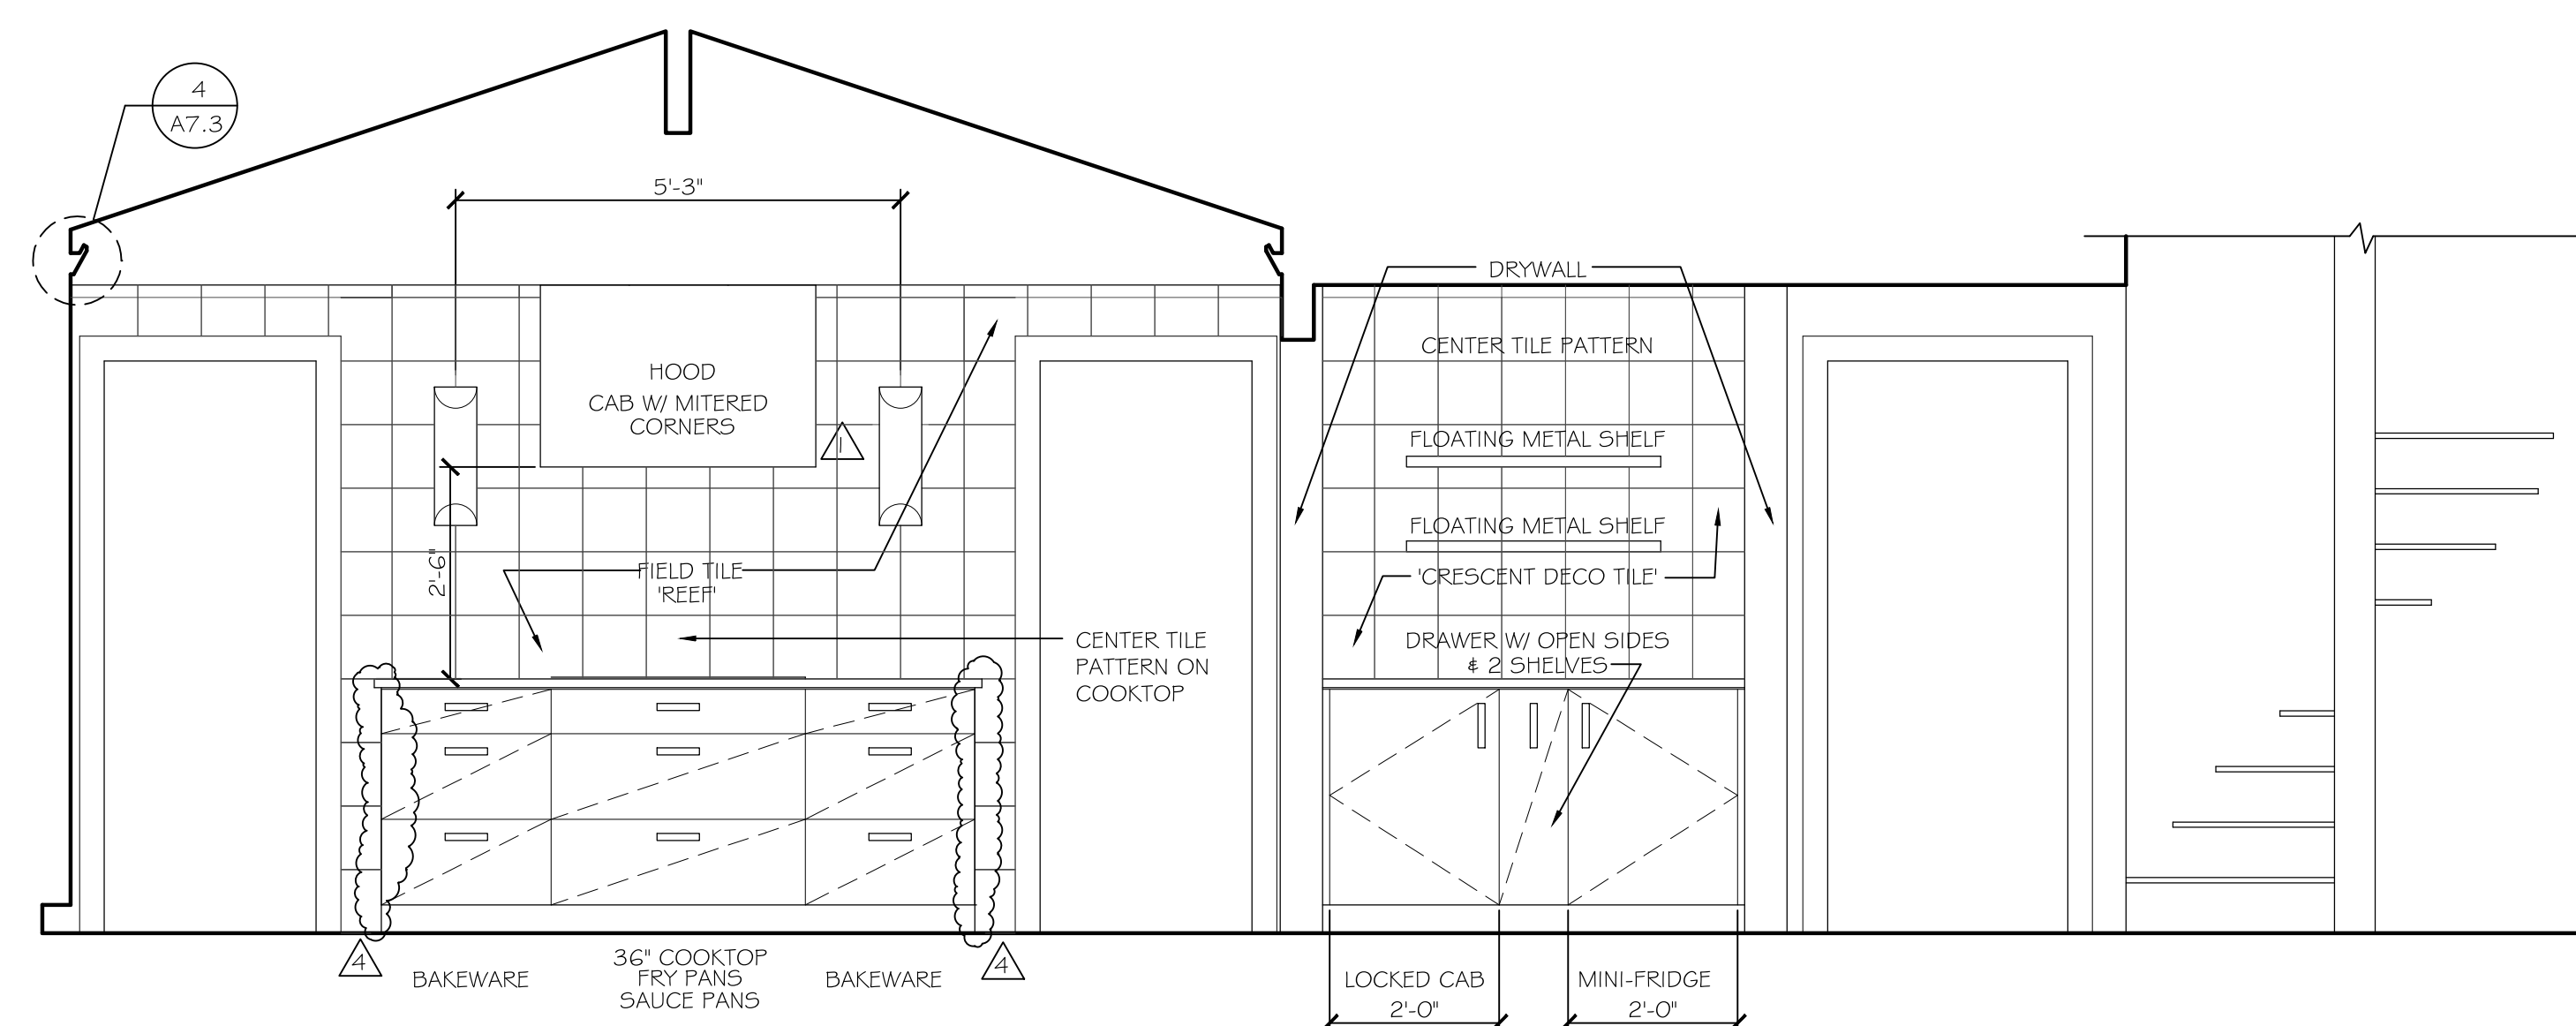 4
A7.3
5'-3"
HOOD
CAB W/ MITERED
CORNERS
1
2'-6"
FIELD TILE
'REEF'
CENTER TILE
PATTERN ON
COOKTOP
DRYWALL
CENTER TILE PATTERN
FLOATING METAL SHELF
FLOATING METAL SHELF
'CRESCENT DECO TILE'
DRAWER W/ OPEN SIDES
& 2 SHELVES
4
BAKEWARE
36" COOKTOP
FRY PANS
SAUCE PANS
BAKEWARE
4
LOCKED CAB
2'-0"
MINI-FRIDGE
2'-0"